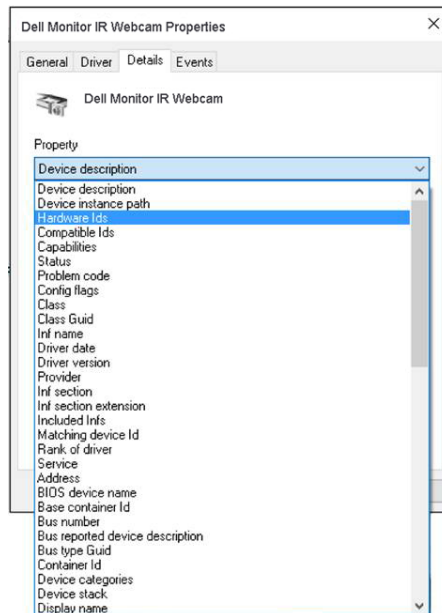 Dell Monitor IR Webcam Properties
General Driver Details Events
Dell Monitor IR Webcam
Property
Device description
Device description
Device instance path
Hardware Ids
Compatible Ids
Capabilities
Status
Problem code
Config flags
Class
Class Guid
Inf name
Driver date
Driver version
Provider
Inf section
Inf section extension
Included Infs
Matching device Id
Rank of driver
Service
Address
BIOS device name
Base container Id
Bus number
Bus reported device description
Bus type Guid
Container Id
Device categories
Device stack
Display name